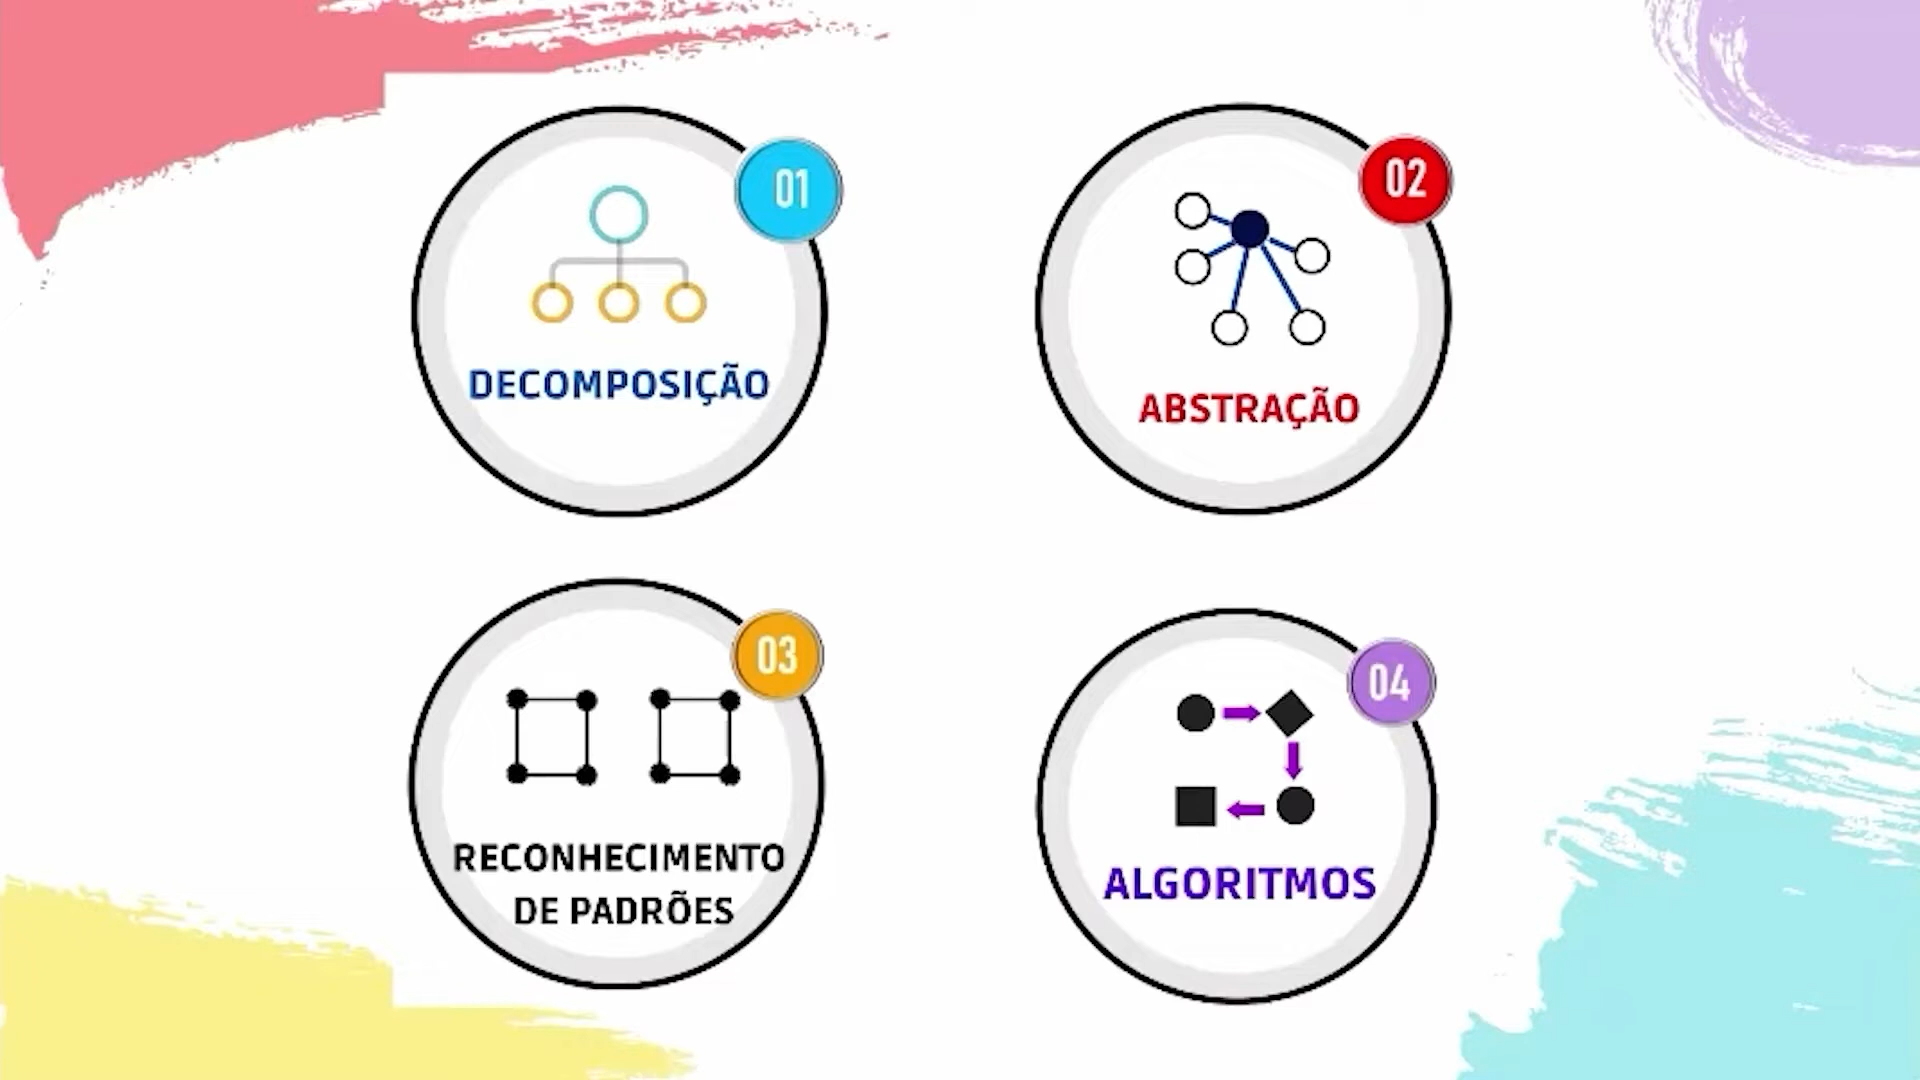 01
DECOMPOSIÇÃO
02
ABSTRAÇÃO
03
RECONHECIMENTO
DE PADRÕES
04
ALGORITMOS